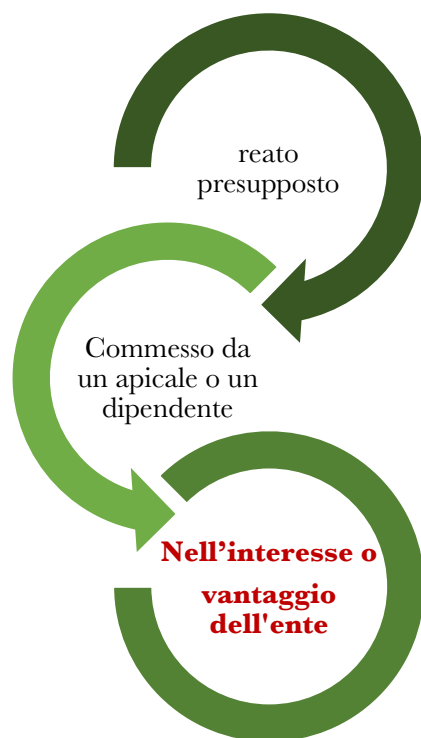 reato
presupposto
Commesso da
un apicale o un
dipendente
Nell’interesse o
vantaggio
dell'ente